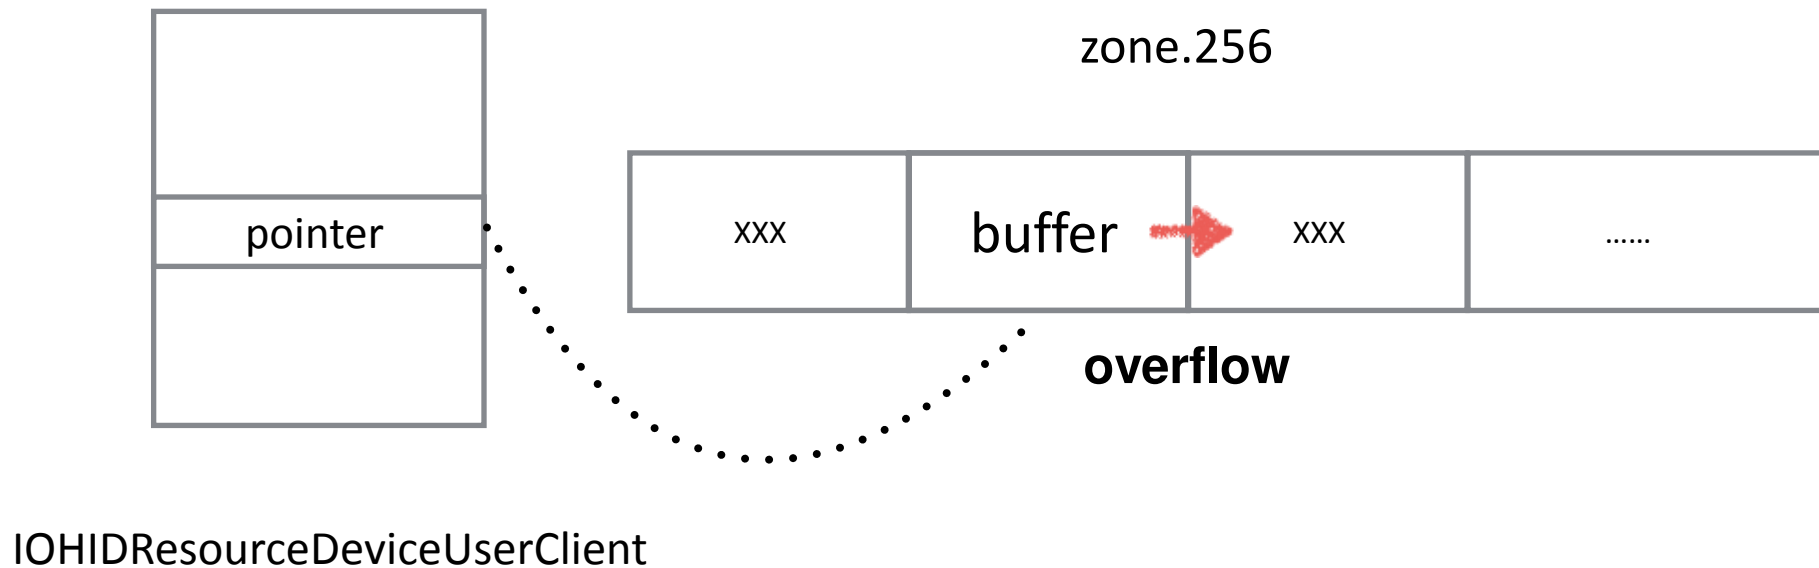 zone.256
pointer
xxx
buffer
xxx
......
overflow
IOHIDResourceDeviceUserClient